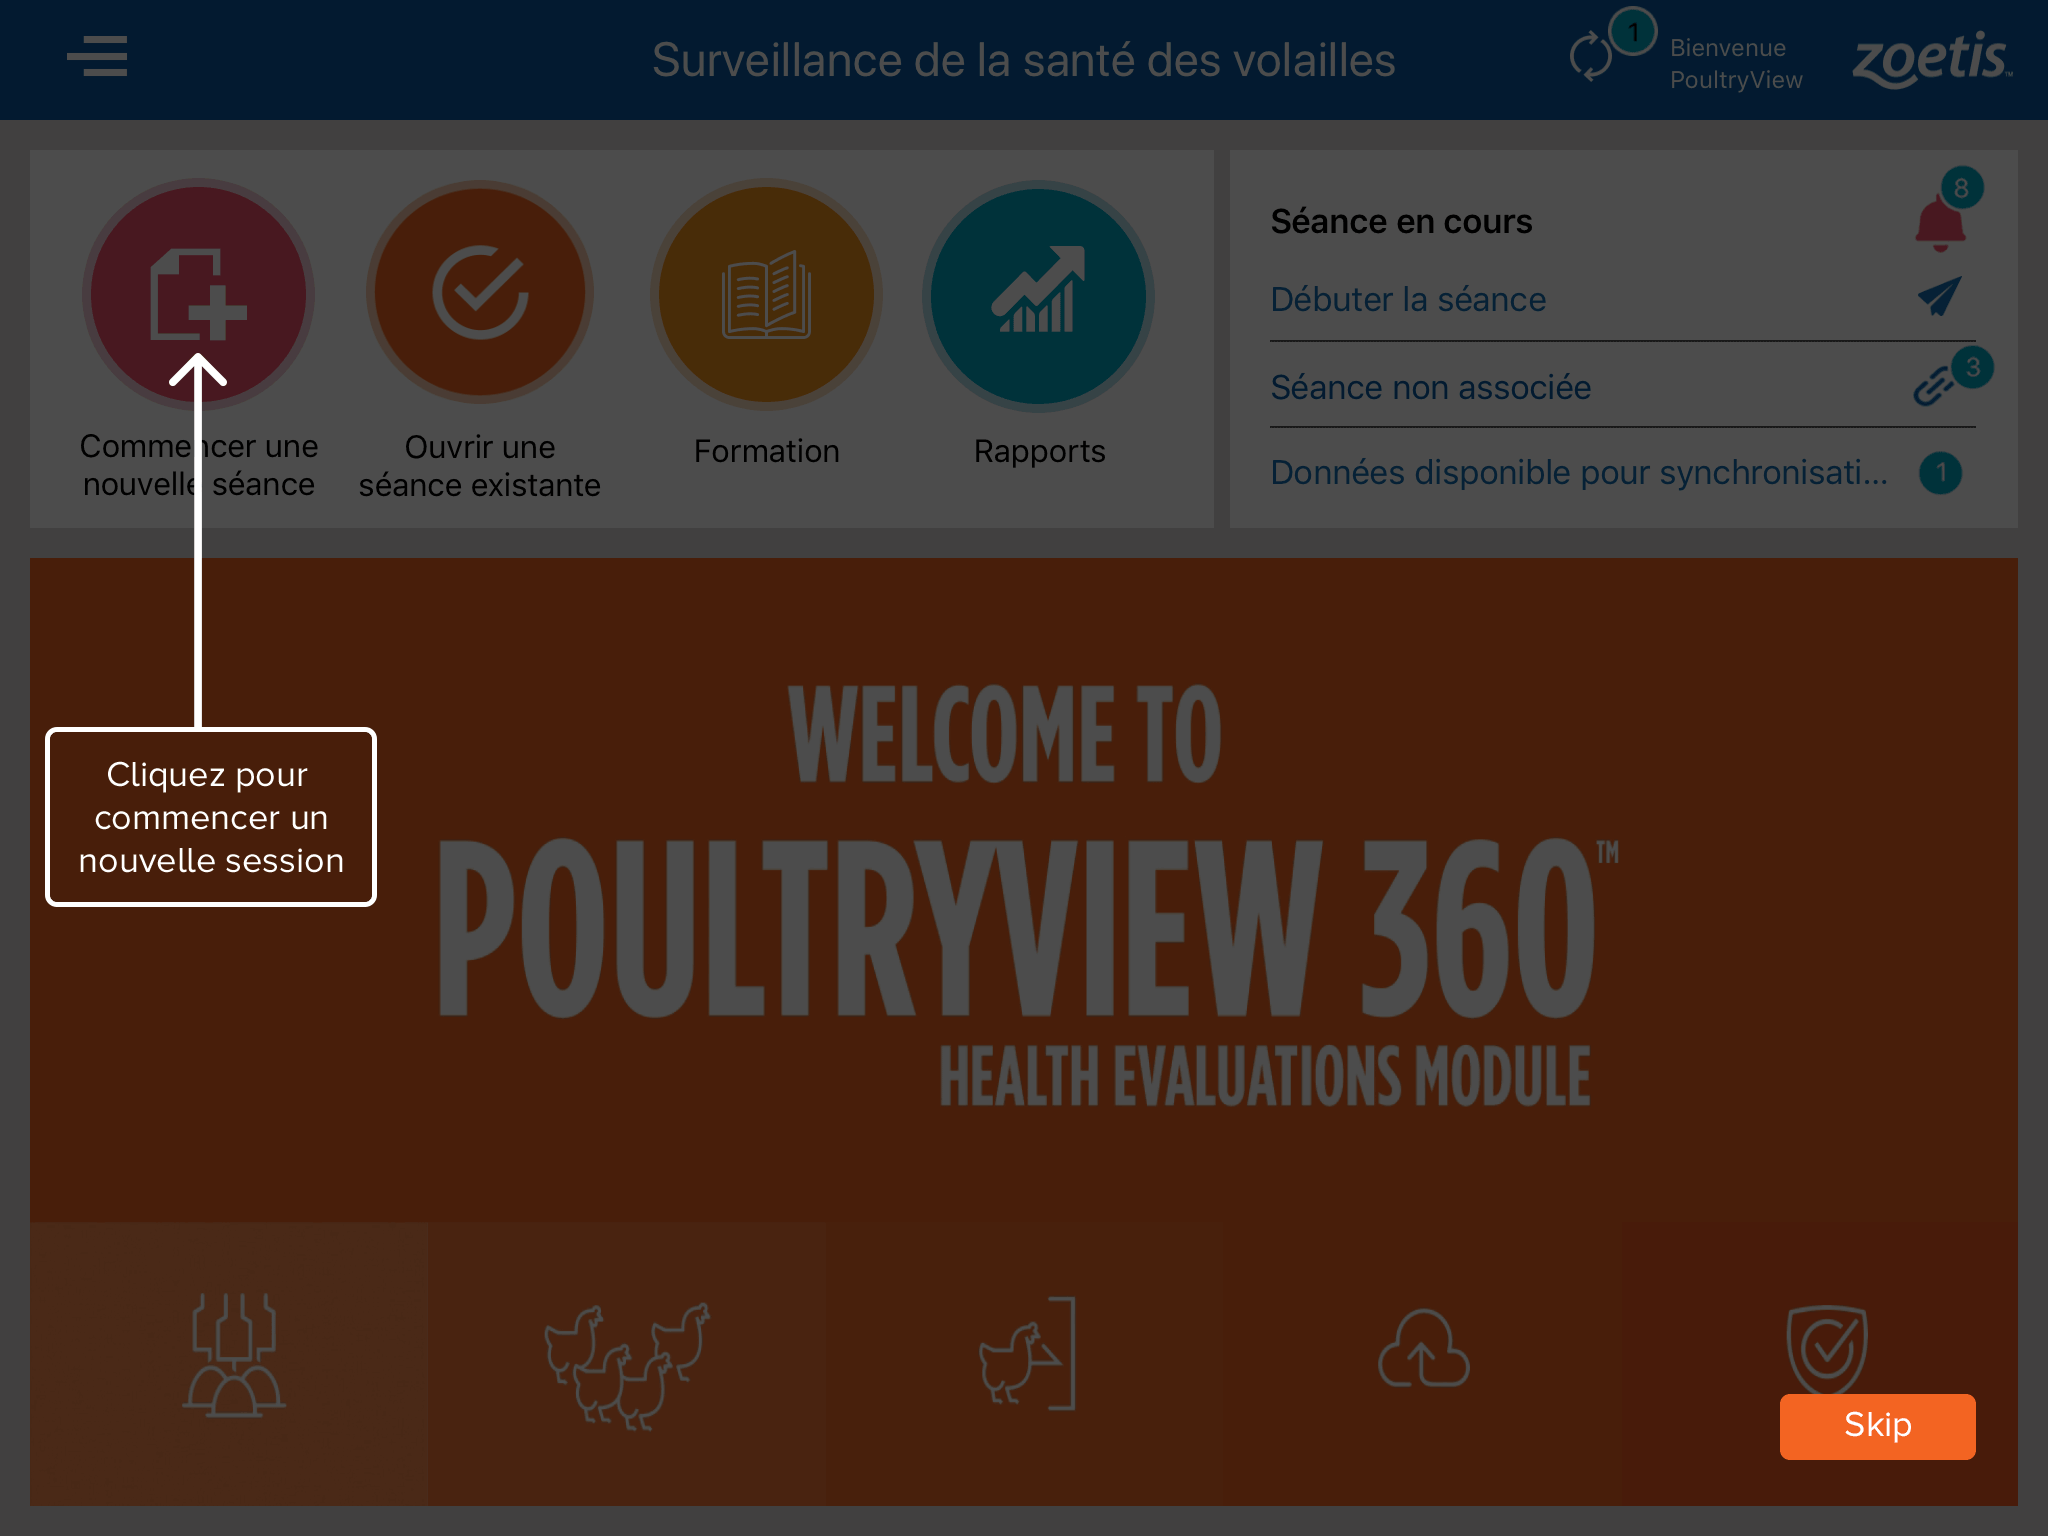 Surveillance de la santé des volailles
1
Bienvenue
PoultryView
zoetis™
Commencer une
nouvelle séance
Ouvrir une
séance existante
Formation
Rapports
Séance en cours
8
Débuter la séance
Séance non associée
3
Données disponible pour synchronisati...
1
WELCOME TO
POULTRYVIEW 360™
HEALTH EVALUATIONS MODULE
Cliquez pour
commencer un
nouvelle session
Skip